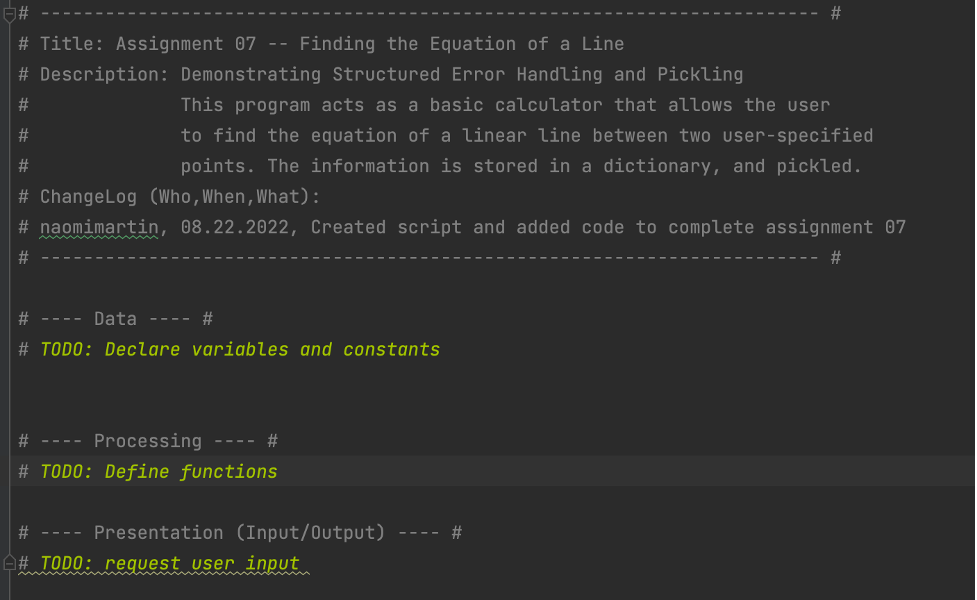 # ------------------------------------------------------------------------ #
# Title: Assignment 07 -- Finding the Equation of a Line
# Description: Demonstrating Structured Error Handling and Pickling
#              This program acts as a basic calculator that allows the user
#              to find the equation of a linear line between two user-specified
#              points. The information is stored in a dictionary, and pickled.
# ChangeLog (Who,When,What):
# naomimartin, 08.22.2022, Created script and added code to complete assignment 07
# ------------------------------------------------------------------------ #
# ---- Data ---- #
# TODO: Declare variables and constants
# ---- Processing ---- #
# TODO: Define functions
# ---- Presentation (Input/Output) ---- #
# TODO: request user input